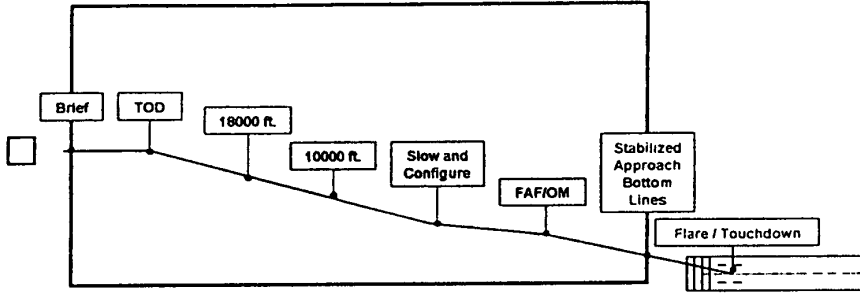 Brief
TOD
18000 ft.
10000 ft.
Slow and
Configure
FAF/OM
Stabilized
Approach
Bottom
Lines
Flare / Touchdown